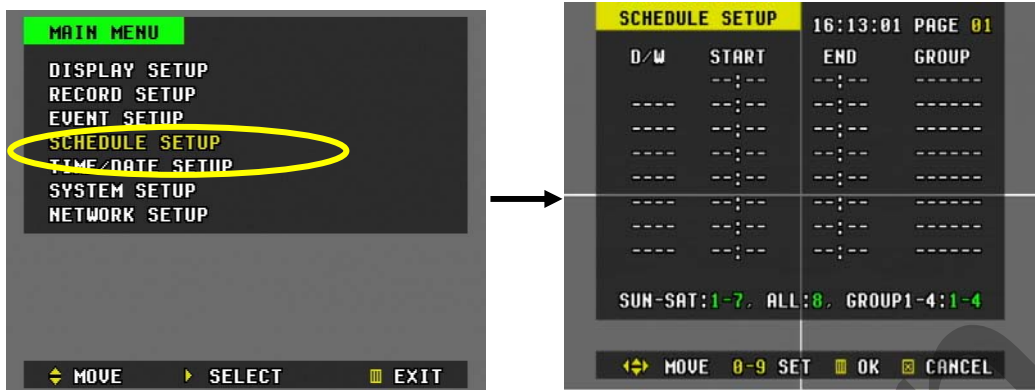 MAIN MENU
DISPLAY SETUP
RECORD SETUP
EVENT SETUP
SCHEDULE SETUP
TIME/DATE SETUP
SYSTEM SETUP
NETWORK SETUP
MOVE SELECT EXIT
SCHEDULE SETUP 16:13:01 PAGE 01
D/W START END GROUP
--:-- --:-- ------
---- --:-- --:-- ------
---- --:-- --:-- ------
---- --:-- --:-- ------
---- --:-- --:-- ------
---- --:-- --:-- ------
---- --:-- --:-- ------
---- --:-- --:-- ------
SUN-SAT:1-7, ALL:8, GROUP1-4:1-4
MOVE 0-9 SET OK CANCEL